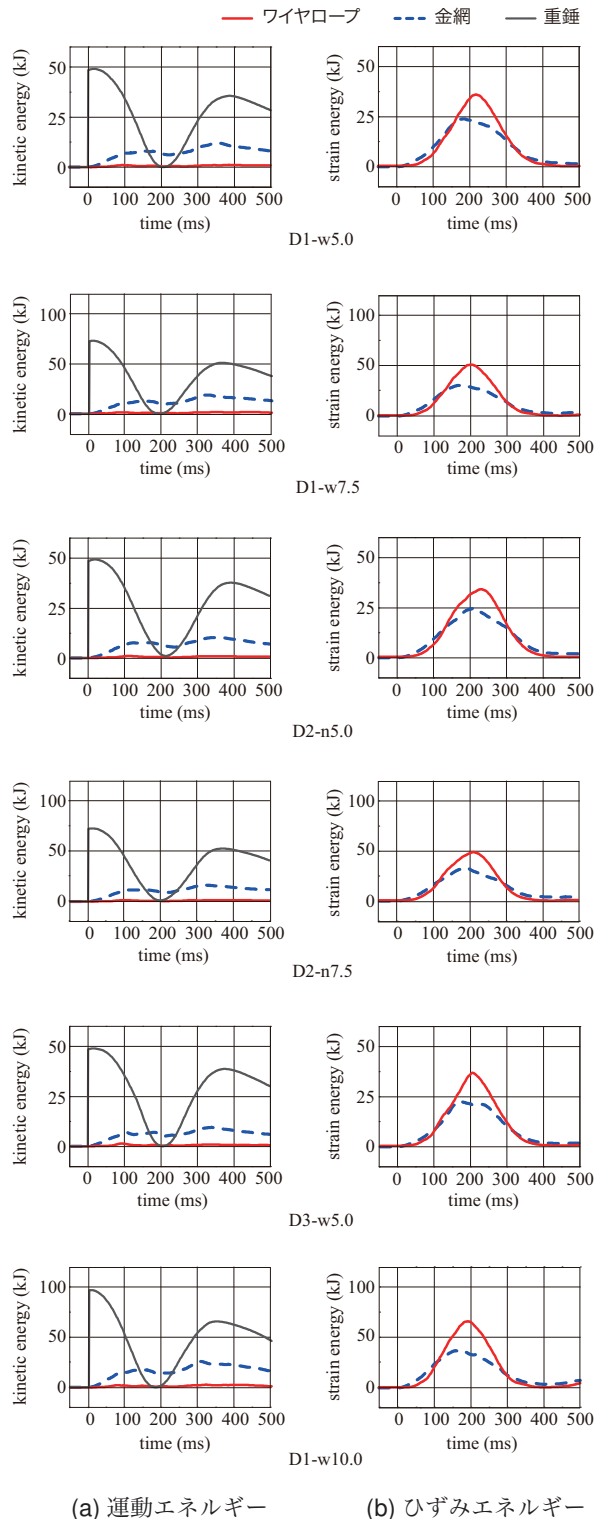 ワイヤロープ 金網 重錘
kinetic energy (kJ)
50
25
0
0 100 200 300 400 500
time (ms)
strain energy (kJ)
50
25
0
0 100 200 300 400 500
time (ms)
D1-w5.0
kinetic energy (kJ)
100
50
0
0 100 200 300 400 500
time (ms)
strain energy (kJ)
100
50
0
0 100 200 300 400 500
time (ms)
D1-w7.5
kinetic energy (kJ)
50
25
0
0 100 200 300 400 500
time (ms)
strain energy (kJ)
50
25
0
0 100 200 300 400 500
time (ms)
D2-n5.0
kinetic energy (kJ)
100
50
0
0 100 200 300 400 500
time (ms)
strain energy (kJ)
100
50
0
0 100 200 300 400 500
time (ms)
D2-n7.5
kinetic energy (kJ)
50
25
0
0 100 200 300 400 500
time (ms)
strain energy (kJ)
50
25
0
0 100 200 300 400 500
time (ms)
D3-w5.0
kinetic energy (kJ)
100
50
0
0 100 200 300 400 500
time (ms)
strain energy (kJ)
100
50
0
0 100 200 300 400 500
time (ms)
D1-w10.0
(a) 運動エネルギー (b) ひずみエネルギー